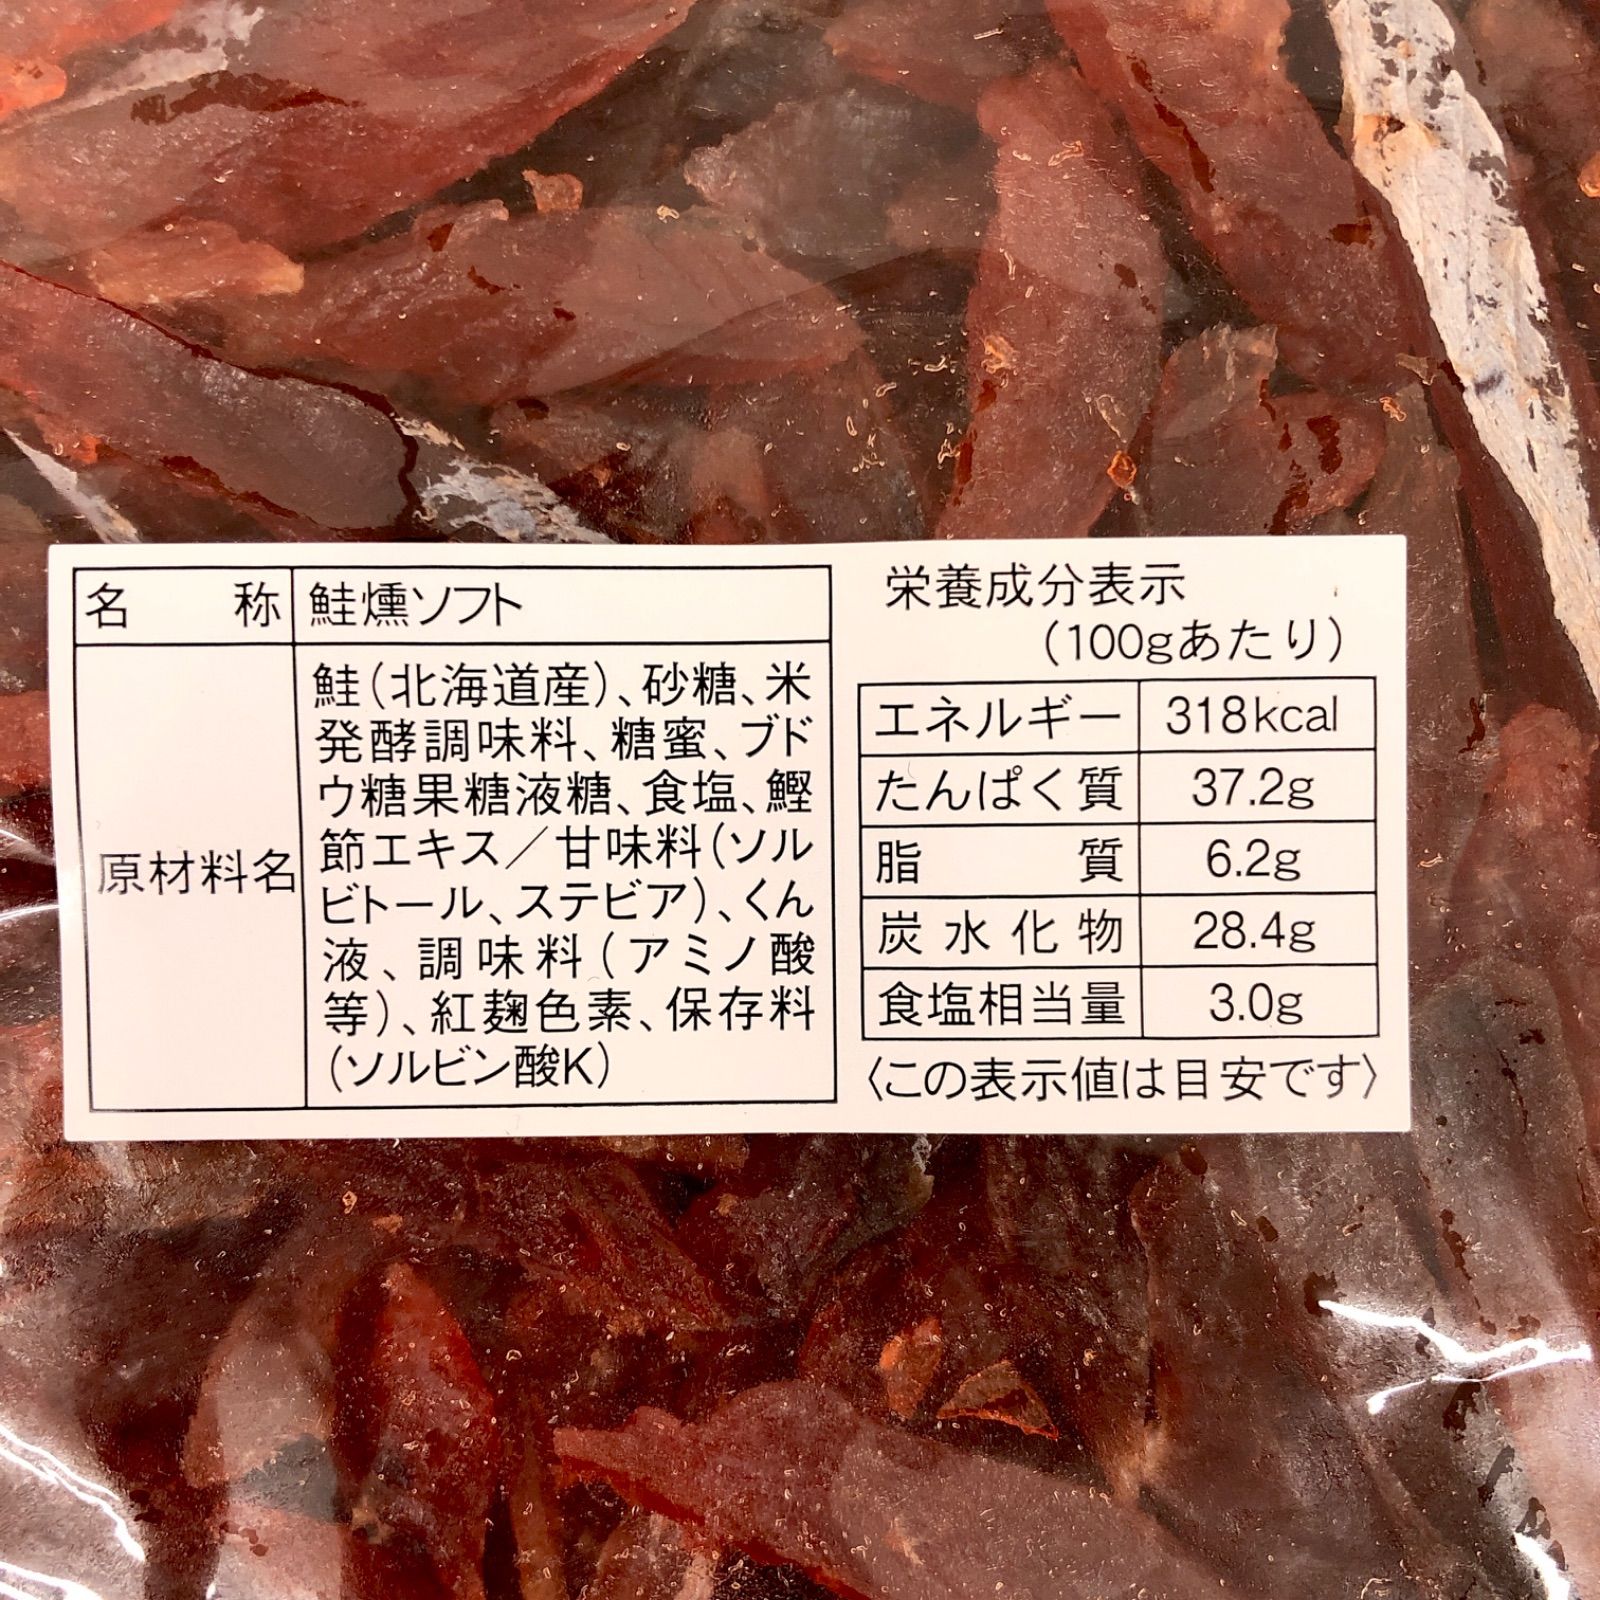 名　称 鮭燻ソフト
原材料名
鮭(北海道産)、砂糖、米
発酵調味料、糖蜜、ブド
ウ糖果糖液糖、食塩、鰹
節エキス／甘味料(ソル
ビトール、ステビア)、くん
液、調味料(アミノ酸
等)、紅麹色素、保存料
(ソルビン酸K)
栄養成分表示
(100gあたり)
エネルギー 318kcal
たんぱく質 37.2g
脂　質 6.2g
炭水化物 28.4g
食塩相当量 3.0g
〈この表示値は目安です〉